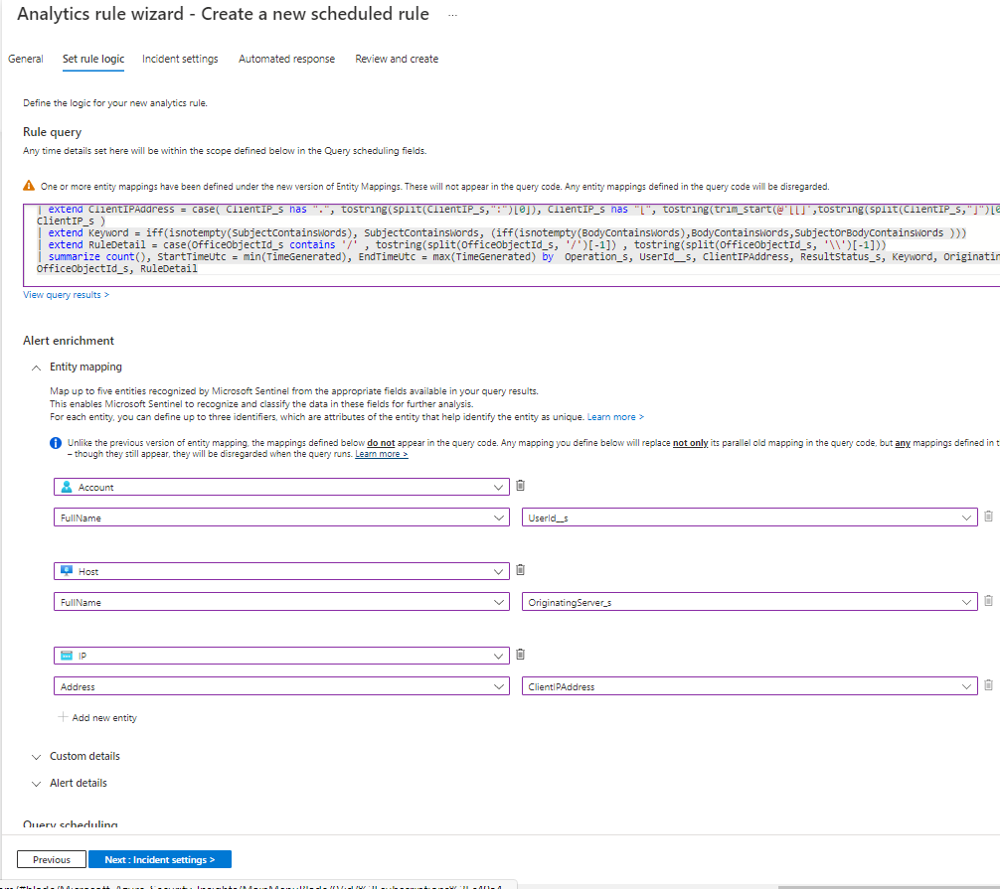 Analytics rule wizard - Create a new scheduled rule ...
General Set rule logic Incident settings Automated response Review and create
Define the logic for your new analytics rule.
Rule query
Any time details set here will be within the scope defined below in the Query scheduling fields.
One or more entity mappings have been defined under the new version of Entity Mappings. These will not appear in the query code. Any entity mappings defined in the query code will be disregarded.
| extend ClientIPAddress = case( ClientIP_s has ".", tostring(split(ClientIP_s,":")[0]), ClientIP_s has "[", tostring(trim_start(@'[[]',tostring(split(ClientIP_s,"]")[0
ClientIP_s )
| extend Keyword = iff(isnotempty(SubjectContainsWords), SubjectContainsWords, (iff(isnotempty(BodyContainsWords),BodyContainsWords,SubjectOrBodyContainsWords )))
| extend RuleDetail = case(OfficeObjectId_s contains '/' , tostring(split(OfficeObjectId_s, '/')[-1]) , tostring(split(OfficeObjectId_s, '\\')[-1]))
| summarize count(), StartTimeUtc = min(TimeGenerated), EndTimeUtc = max(TimeGenerated) by Operation_s, UserId__s, ClientIPAddress, ResultStatus_s, Keyword, Originatin
OfficeObjectId_s, RuleDetail
View query results >
Alert enrichment
Entity mapping
Map up to five entities recognized by Microsoft Sentinel from the appropriate fields available in your query results.
This enables Microsoft Sentinel to recognize and classify the data in these fields for further analysis.
For each entity, you can define up to three identifiers, which are attributes of the entity that help identify the entity as unique. Learn more >
Unlike the previous version of entity mapping, the mappings defined below do not appear in the query code. Any mapping you define below will replace not only its parallel old mapping in the query code, but any mappings defined in t
– though they still appear, they will be disregarded when the query runs. Learn more >
Account
FullName UserId__s
Host
FullName OriginatingServer_s
IP
Address ClientIPAddress
Add new entity
Custom details
Alert details
Query scheduling
Previous Next : Incident settings >